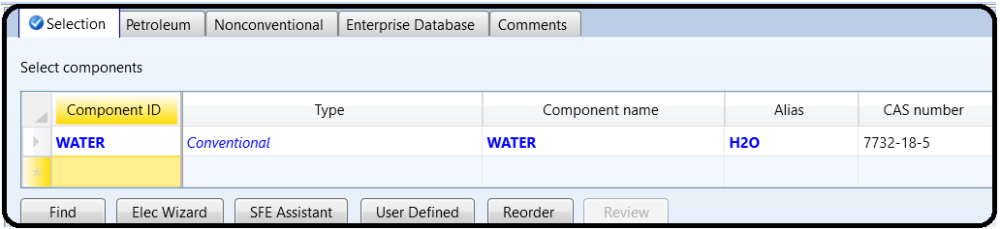 Selection Petroleum Nonconventional Enterprise Database Comments
Select components
Component ID Type Component name Alias CAS number
WATER Conventional WATER H2O 7732-18-5
Find Elec Wizard SFE Assistant User Defined Reorder Review